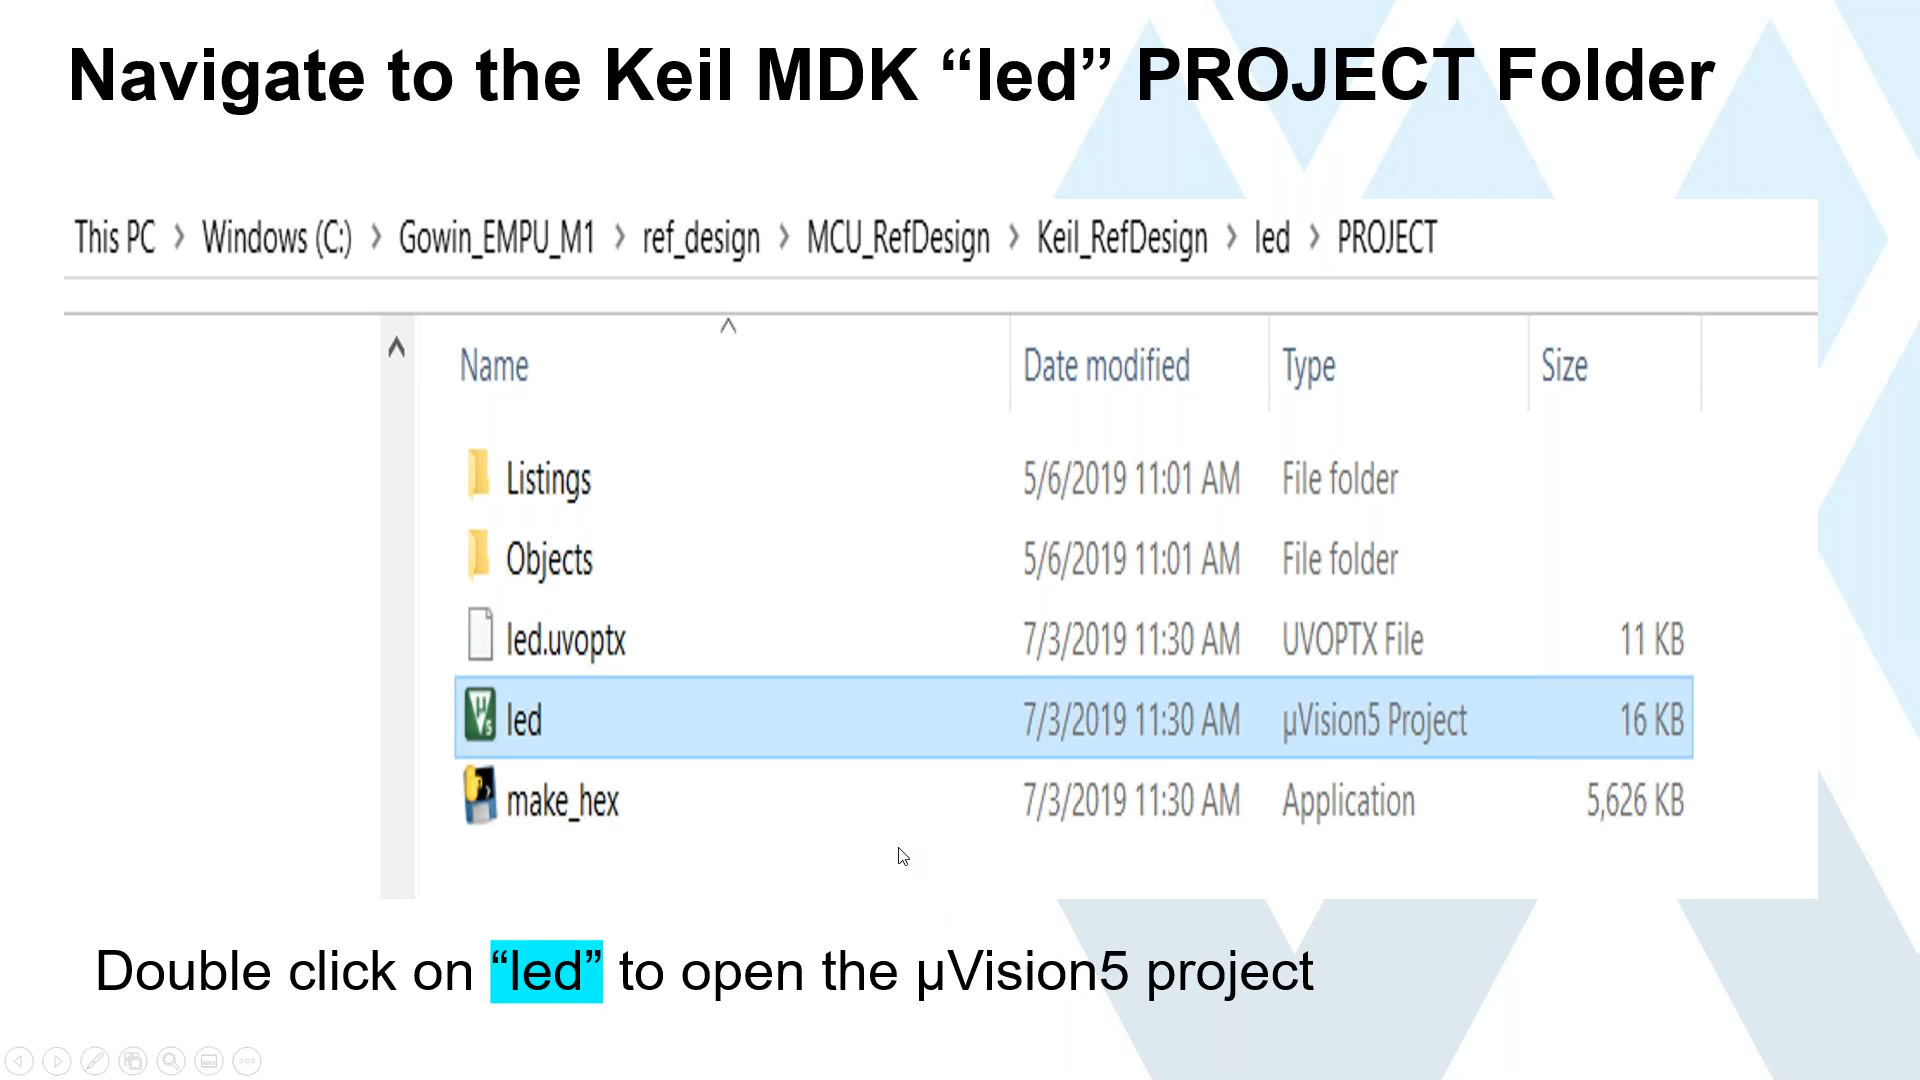 Navigate to the Keil MDK “led” PROJECT Folder
This PC > Windows (C:) > Gowin_EMPU_M1 > ref_design > MCU_RefDesign > Keil_RefDesign > led > PROJECT
Name Date modified Type Size
Listings 5/6/2019 11:01 AM File folder
Objects 5/6/2019 11:01 AM File folder
led.uvoptx 7/3/2019 11:30 AM UVOPTX File 11 KB
led 7/3/2019 11:30 AM µVision5 Project 16 KB
make_hex 7/3/2019 11:30 AM Application 5,626 KB
Double click on “led” to open the µVision5 project